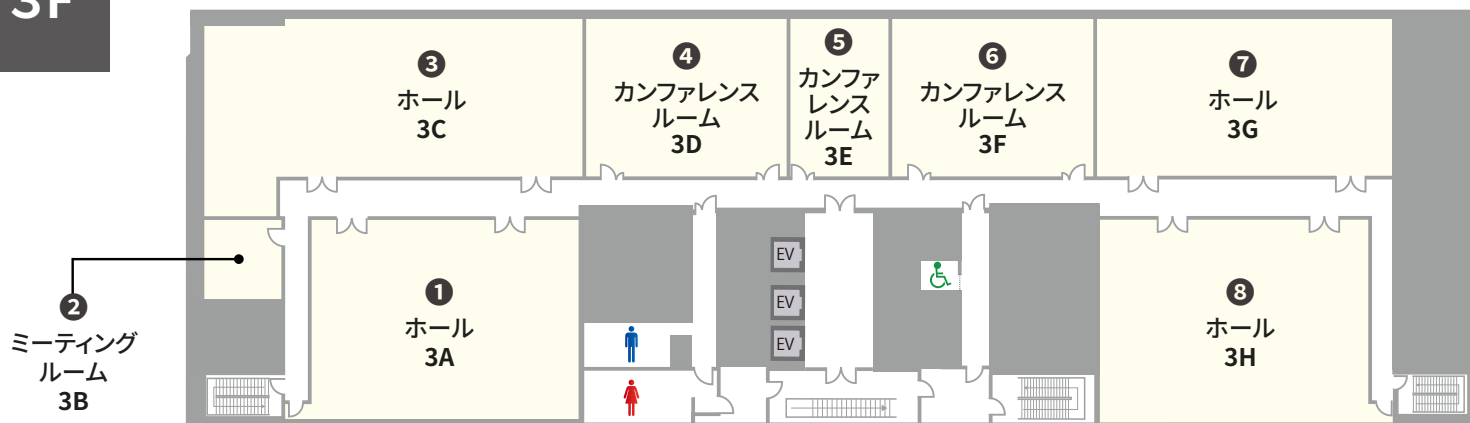 3F
❸
ホール
3C
❹
カンファレンス
ルーム
3D
❺
カンファ
レンス
ルーム
3E
❻
カンファレンス
ルーム
3F
❼
ホール
3G
❷
ミーティング
ルーム
3B
❶
ホール
3A
EV
EV
EV
❽
ホール
3H